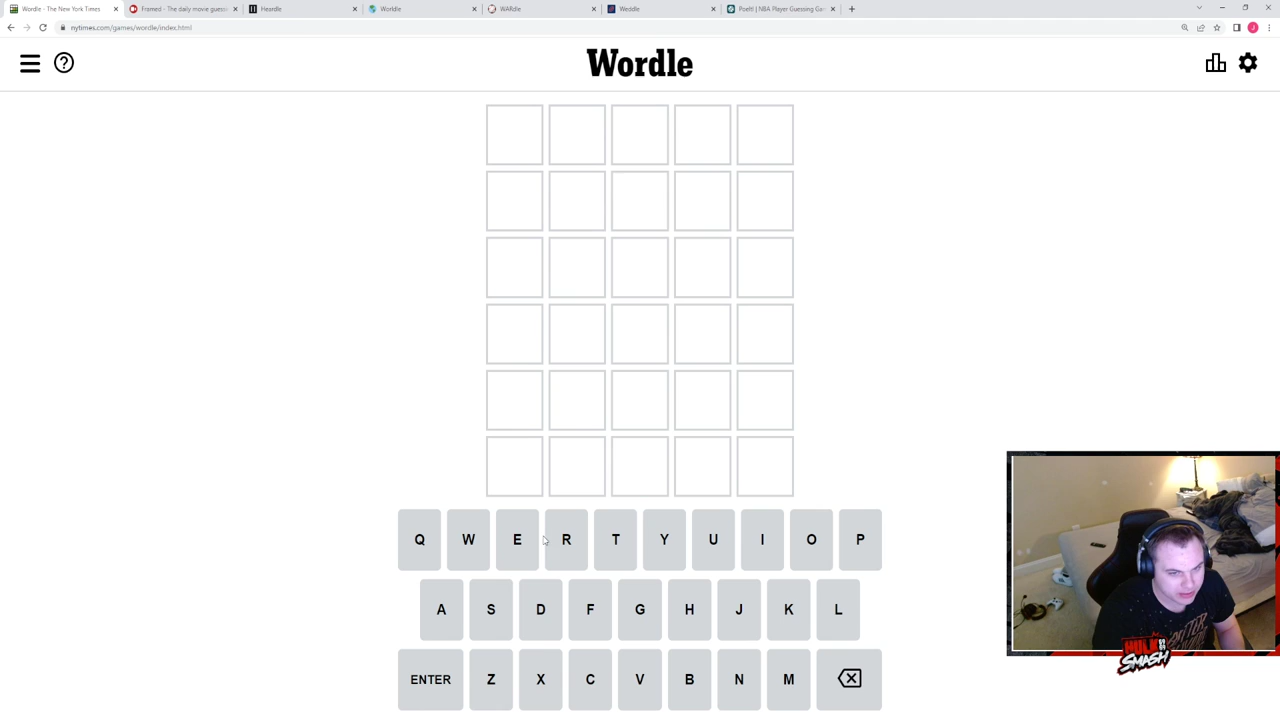 Wordle - The New York Times
Framed - The daily movie guessi
Heardle
Worldle
WARdle
Weddle
Poeltl | NBA Player Guessing Ga
nytimes.com/games/wordle/index.html
J
Wordle
Q W E R T Y U I O P
A S D F G H J K L
ENTER Z X C V B N M
HULK
SMASH